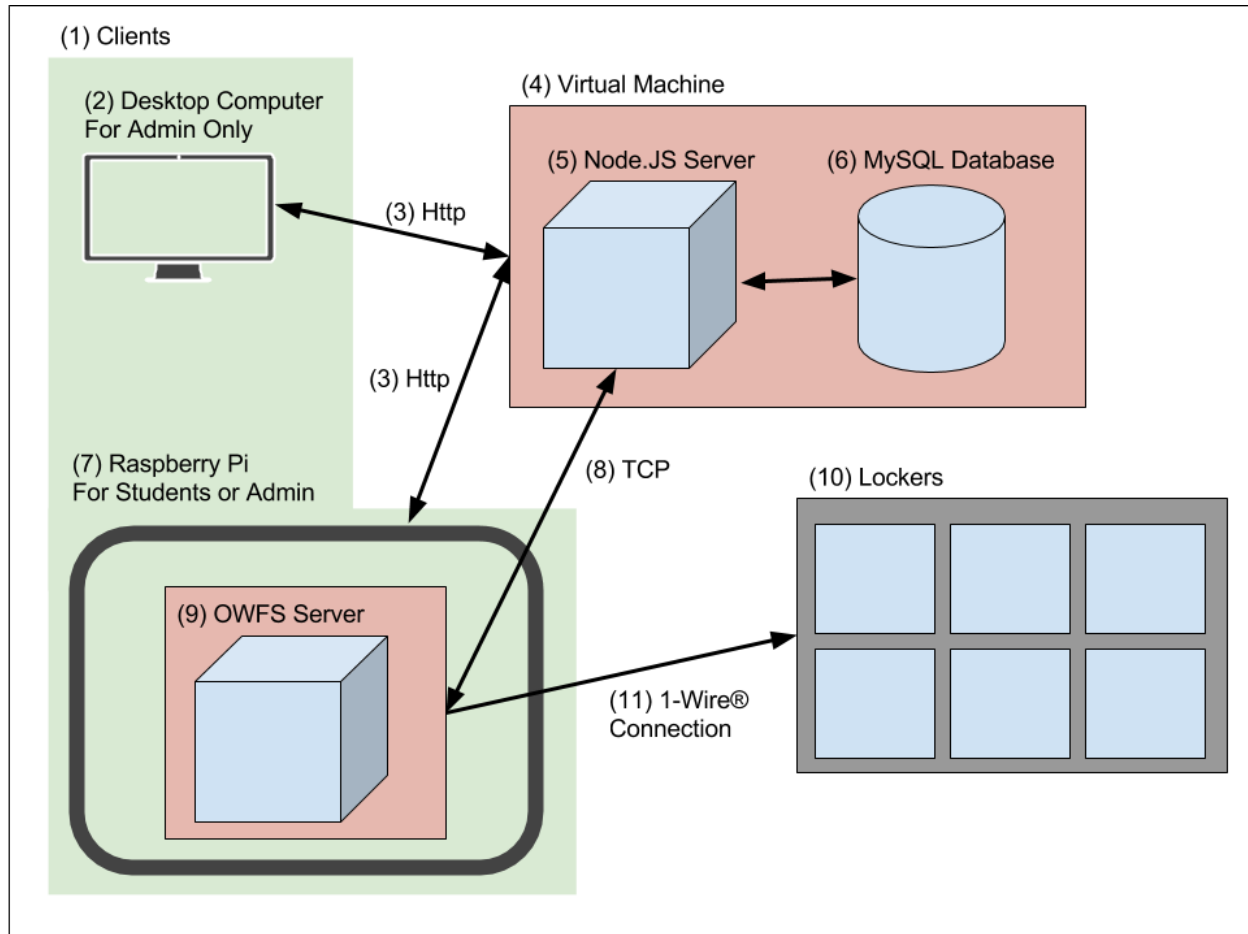 (1) Clients
(2) Desktop Computer
For Admin Only
(3) Http
(4) Virtual Machine
(5) Node.JS Server
(6) MySQL Database
(3) Http
(7) Raspberry Pi
For Students or Admin
(8) TCP
(9) OWFS Server
(10) Lockers
(11) 1-Wire®
Connection